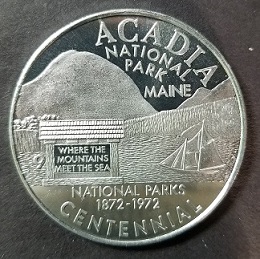 ACADIA
NATIONAL
PARK
MAINE
WHERE THE
MOUNTAINS
MEET THE SEA
NATIONAL PARKS
1872-1972
CENTENNIAL